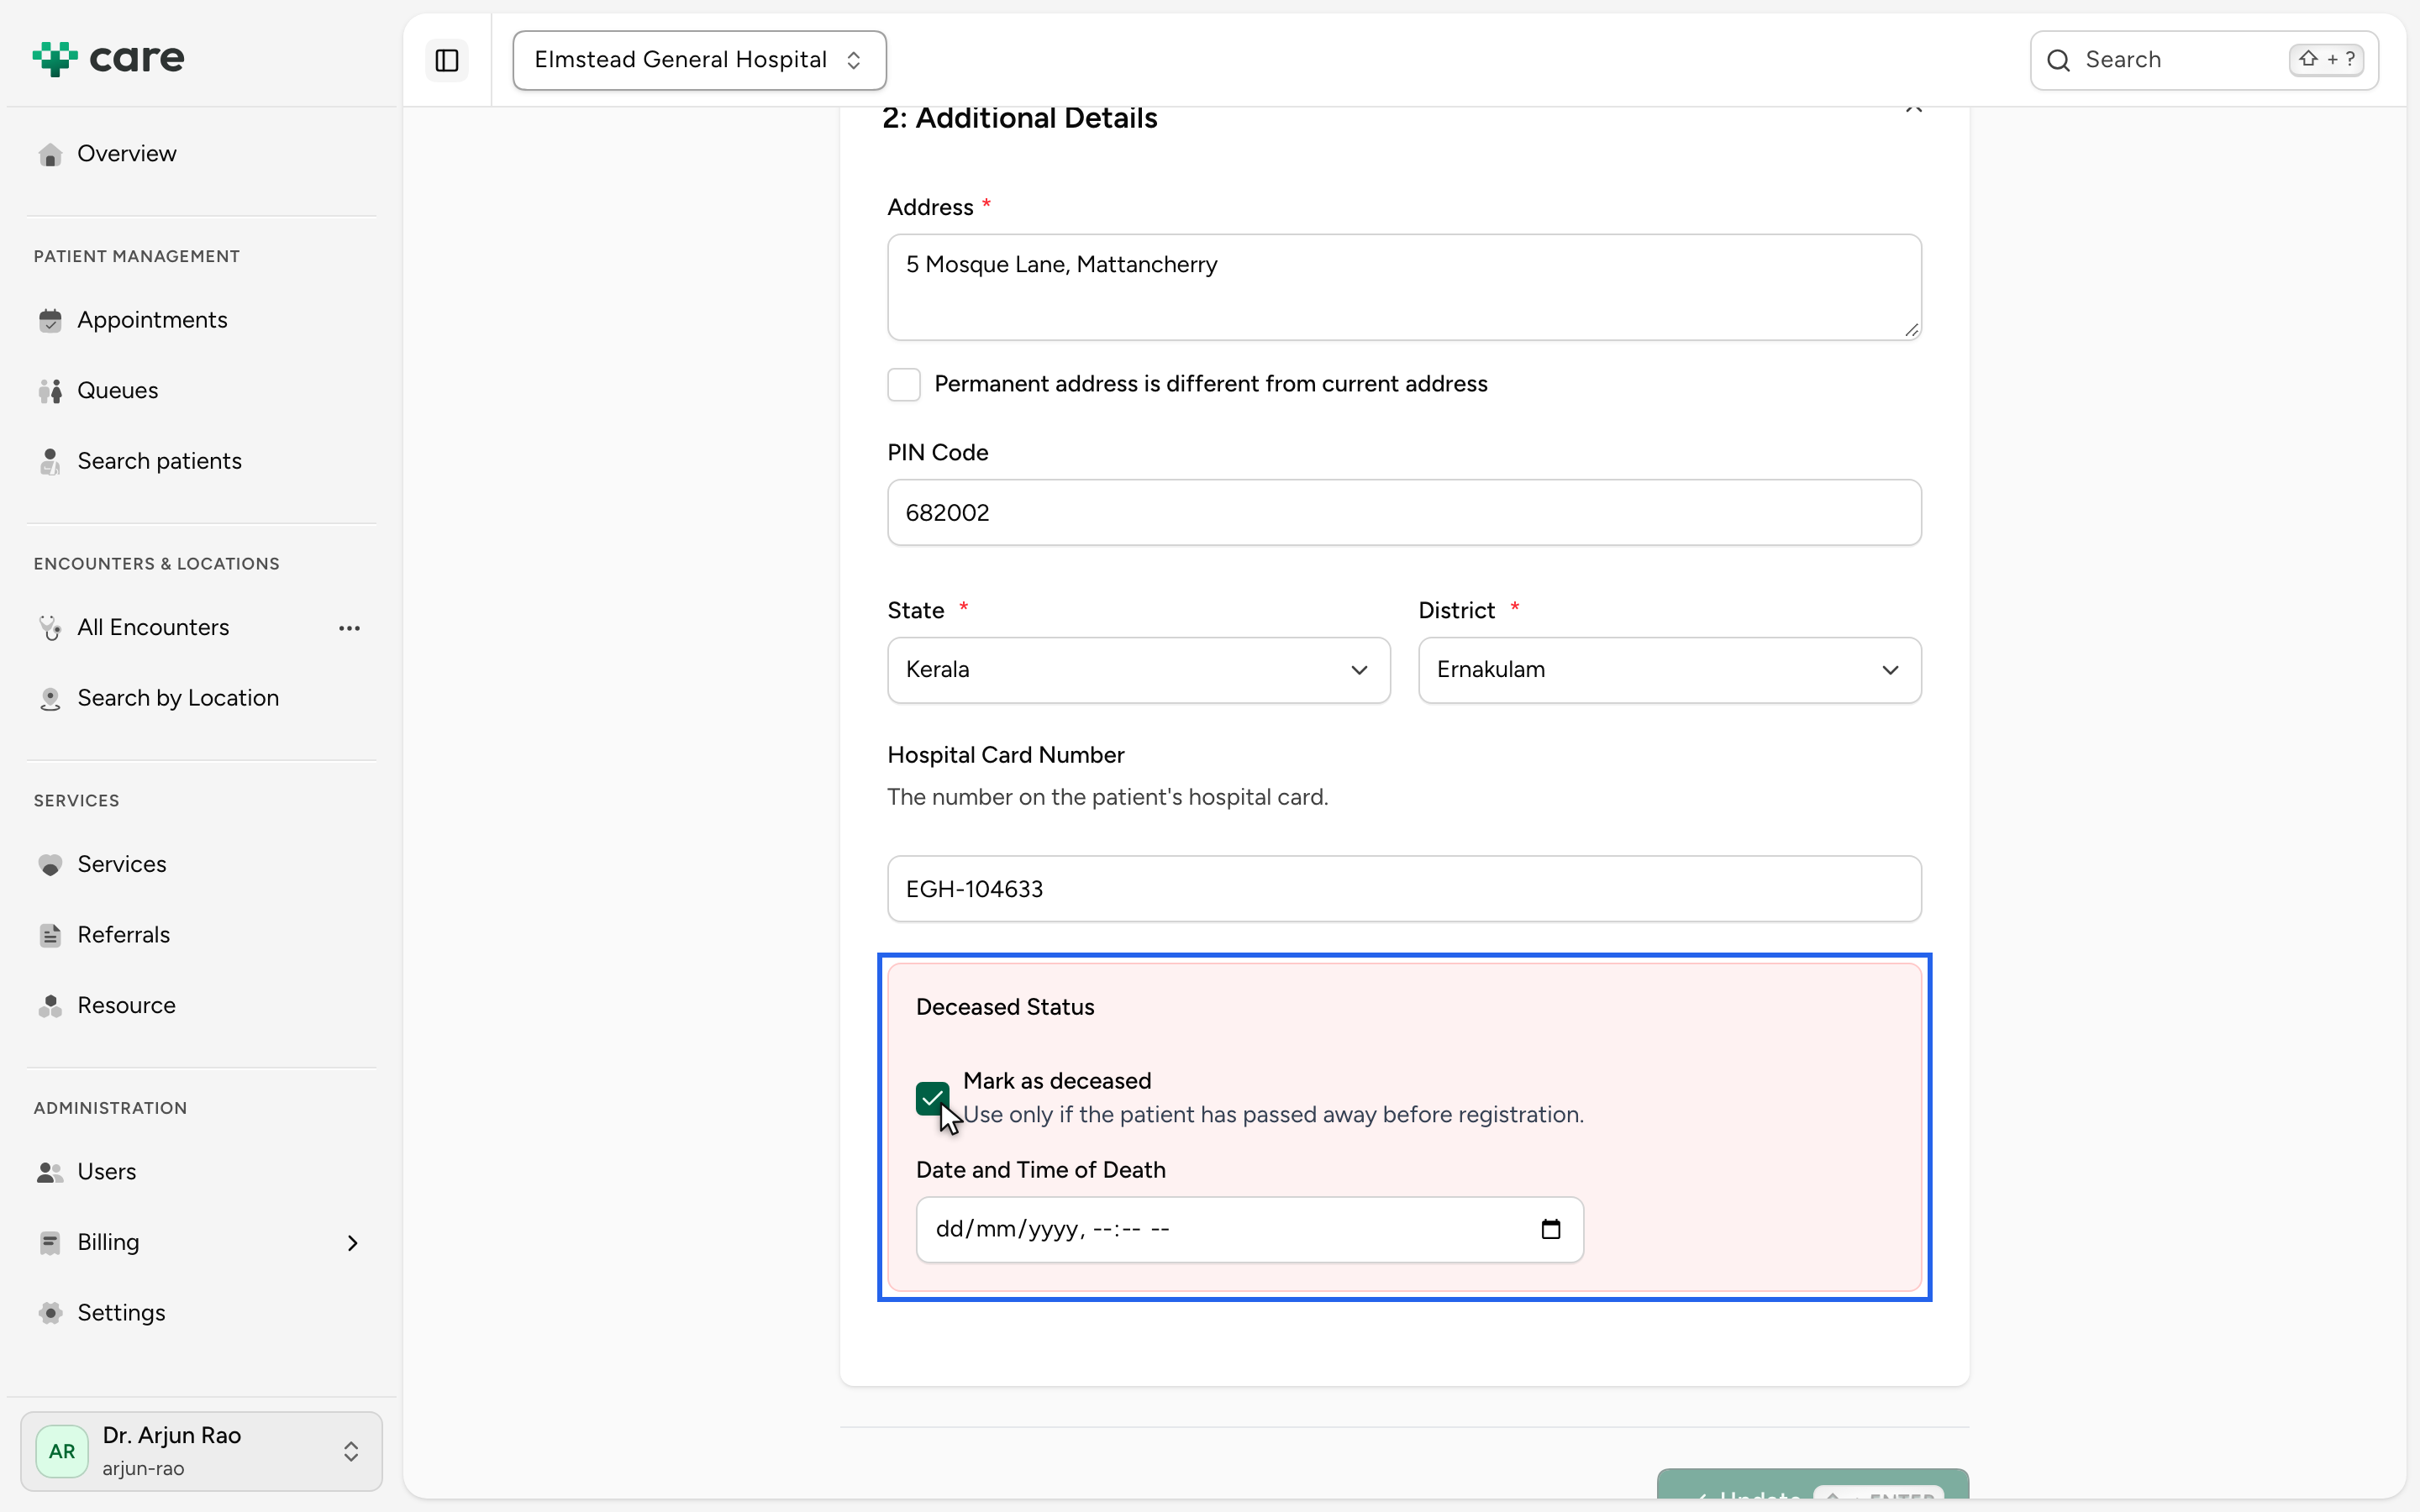 care
Elmstead General Hospital
Search
+ ?
Overview
PATIENT MANAGEMENT
Appointments
Queues
Search patients
ENCOUNTERS & LOCATIONS
All Encounters
Search by Location
SERVICES
Services
Referrals
Resource
ADMINISTRATION
Users
Billing
Settings
AR
Dr. Arjun Rao
arjun-rao
2: Additional Details
Address *
5 Mosque Lane, Mattancherry
Permanent address is different from current address
PIN Code
682002
State *
District *
Kerala
Ernakulam
Hospital Card Number
The number on the patient's hospital card.
EGH-104633
Deceased Status
Mark as deceased
Use only if the patient has passed away before registration.
Date and Time of Death
dd/mm/yyyy, --:-- --
Update + ENTER